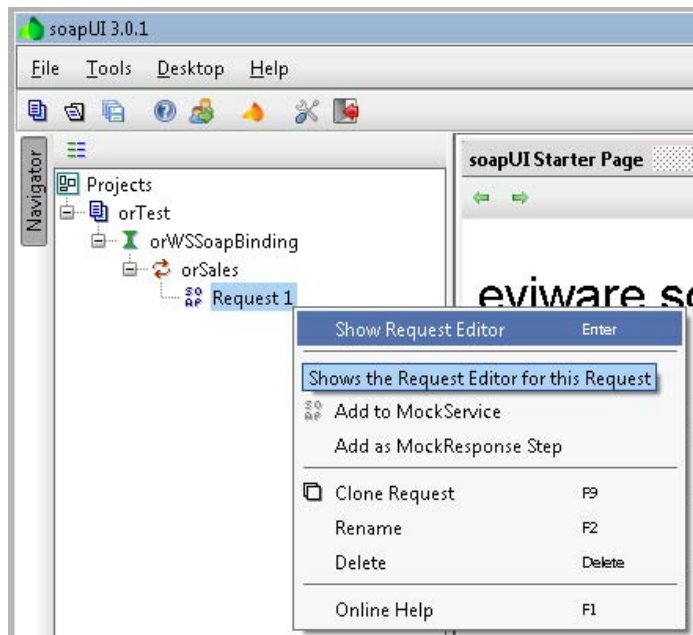 soapUI 3.0.1
File Tools Desktop Help
Navigator
soapUI Starter Page
Projects
orTest
orWSSoapBinding
orSales
Request 1
eviware so
Show Request Editor Enter
Shows the Request Editor for this Request
Add to MockService
Add as MockResponse Step
Clone Request F9
Rename F2
Delete Delete
Online Help F1